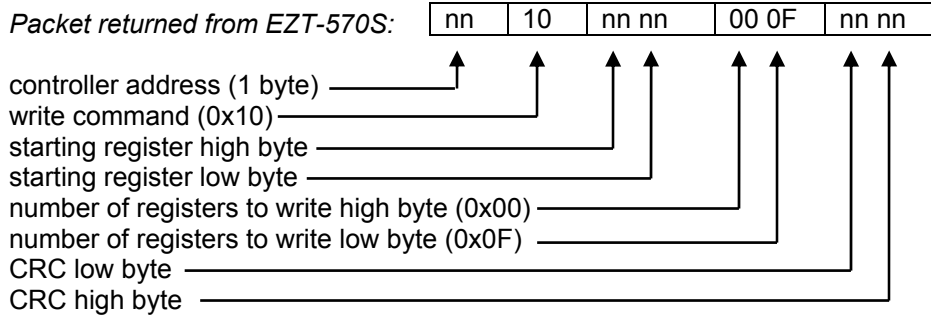 Packet returned from EZT-570S: nn 10 nn nn 00 0F nn nn
controller address (1 byte)
write command (0x10)
starting register high byte
starting register low byte
number of registers to write high byte (0x00)
number of registers to write low byte (0x0F)
CRC low byte
CRC high byte